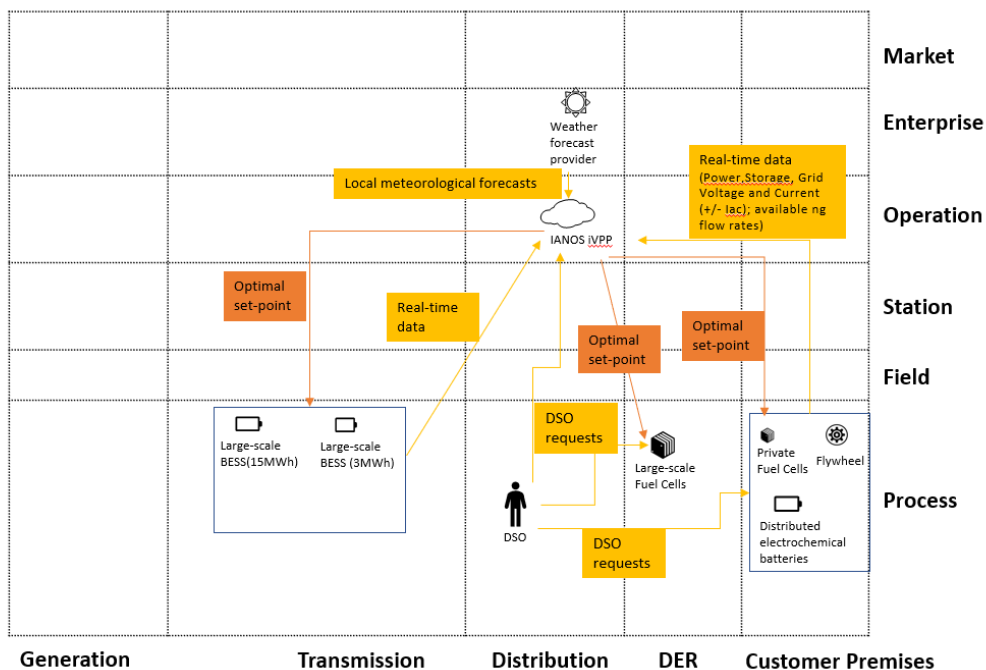 Market
Enterprise
Weather
forecast
provider
Real-time data
(Power,Storage, Grid
Voltage and Current
(+/- Iac); available ng
flow rates)
Local meteorological forecasts
Operation
IANOS iVPP
Optimal
set-point
Real-time
data
Station
Optimal
set-point
Optimal
set-point
Field
DSO
requests
Large-scale
BESS(15MWh)
Large-scale
BESS (3MWh)
Large-scale
Fuel Cells
Private
Fuel Cells
Flywheel
Process
DSO
DSO
requests
Distributed
electrochemical
batteries
Generation
Transmission
Distribution
DER
Customer Premises